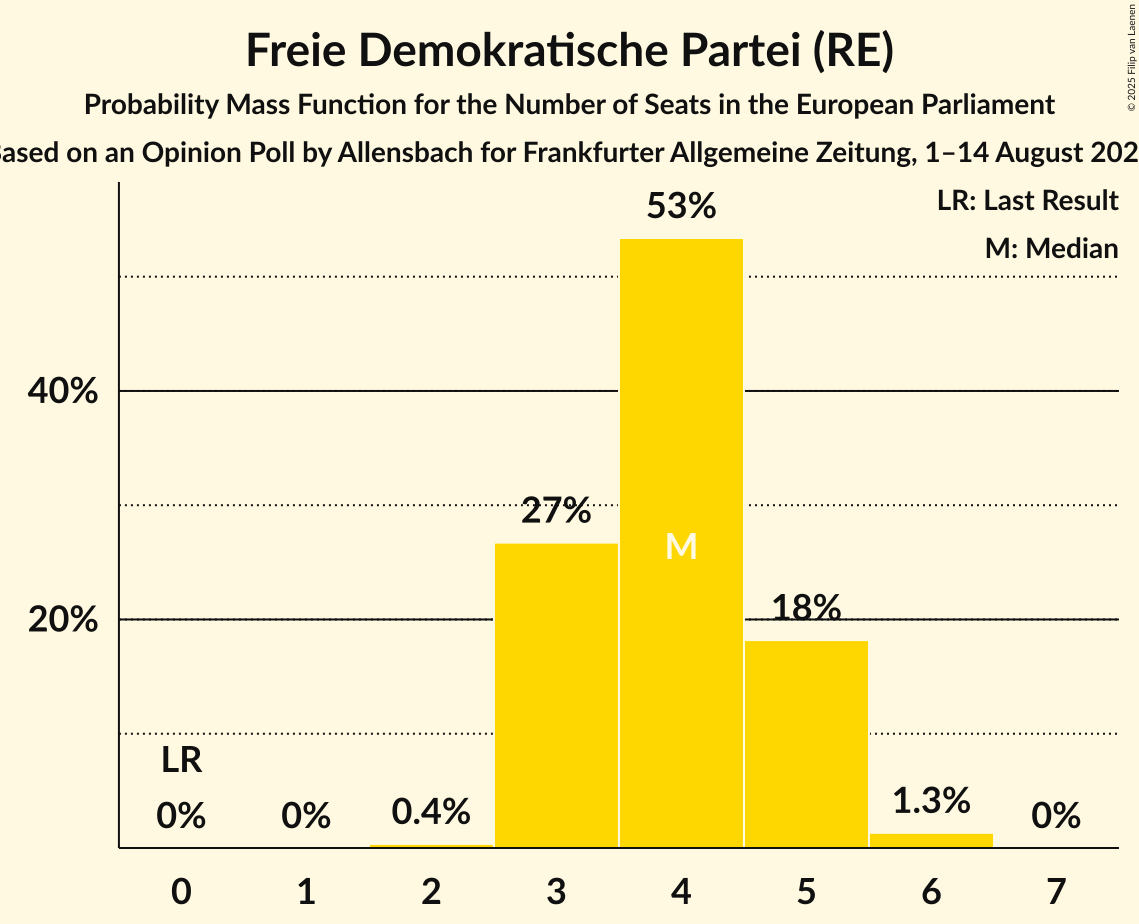 Freie Demokratische Partei (RE)
Probability Mass Function for the Number of Seats in the European Parliament
on an Opinion Poll by Allensbach for Frankfurter Allgemeine Zeitung, 1–14 August
© 2025 Filip van Laenen
LR: Last Result
M: Median
53%
40%
27%
M
20%
18%
LR
0%
0%
0.4%
1.3%
0%
0 1 2 3 4 5 6 7